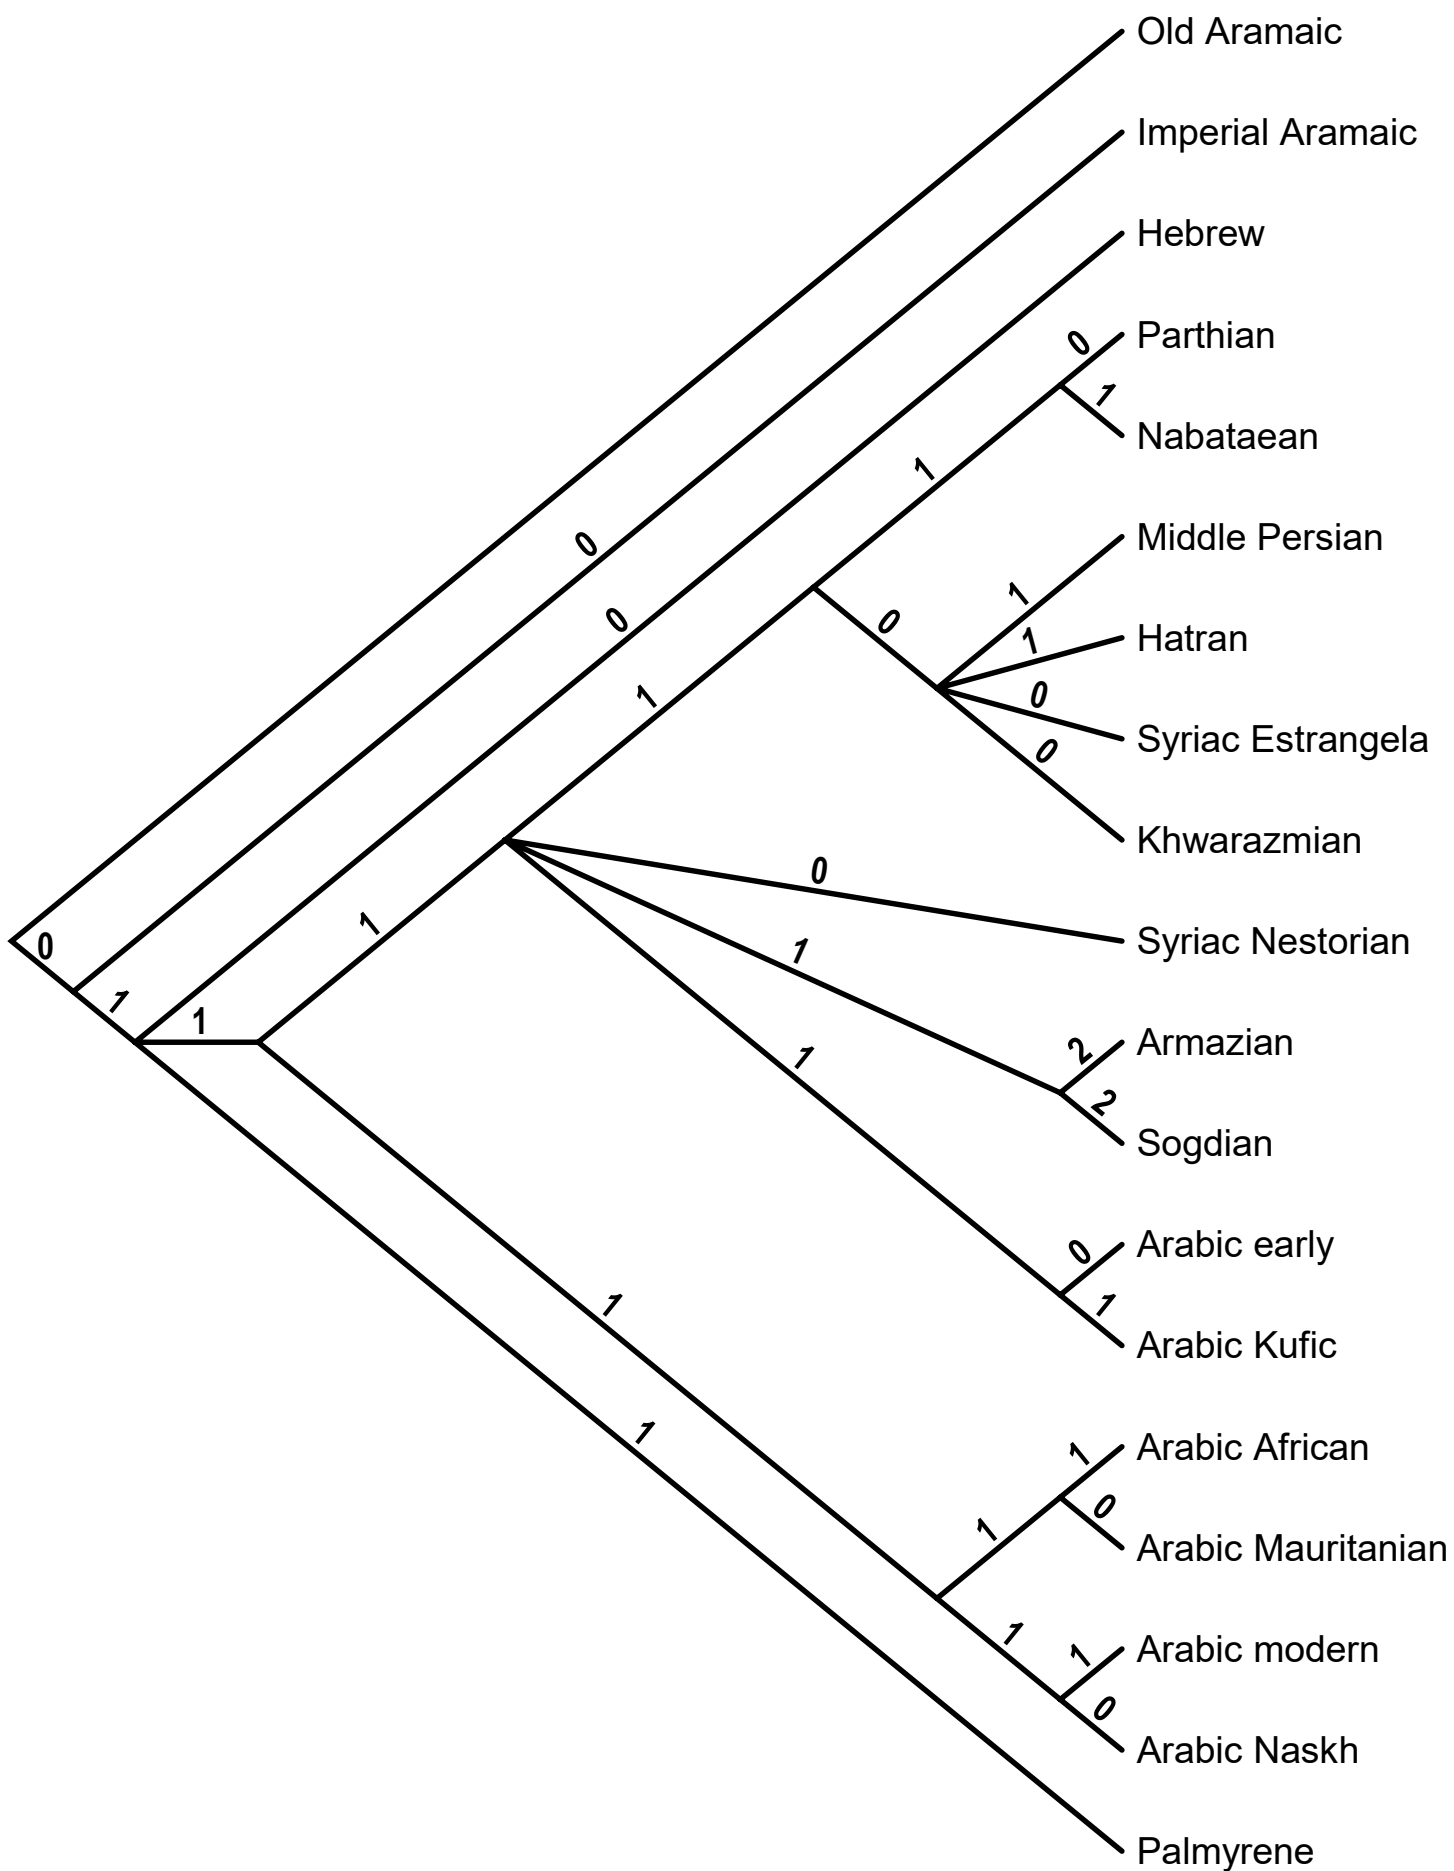 Old Aramaic
Imperial Aramaic
Hebrew
0 Parthian
1
Nabataean
1
Middle Persian
0
1
0
1
Hatran
0
1
0
Syriac Estrangela
0
Khwarazmian
0
1
0
Syriac Nestorian
1
1
1
2 Armazian
1
2
Sogdian
0 Arabic early
1
1
Arabic Kufic
1
1 Arabic African
0
1
Arabic Mauritanian
1
1 Arabic modern
0
Arabic Naskh
Palmyrene